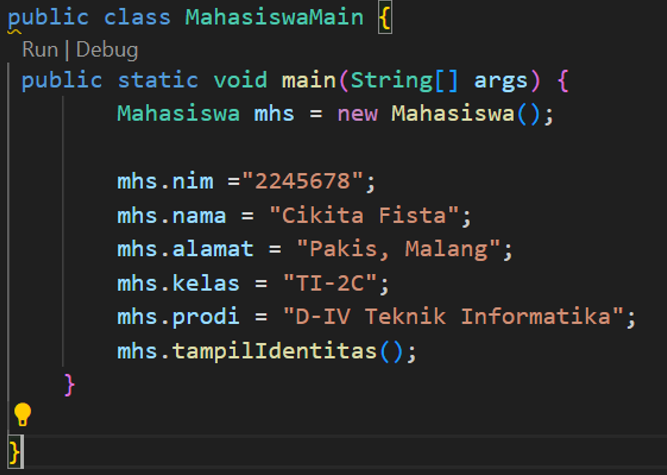 public class MahasiswaMain {
Run | Debug
public static void main(String[] args) {
Mahasiswa mhs = new Mahasiswa();
mhs.nim ="2245678";
mhs.nama = "Cikita Fista";
mhs.alamat = "Pakis, Malang";
mhs.kelas = "TI-2C";
mhs.prodi = "D-IV Teknik Informatika";
mhs.tampilIdentitas();
}
}